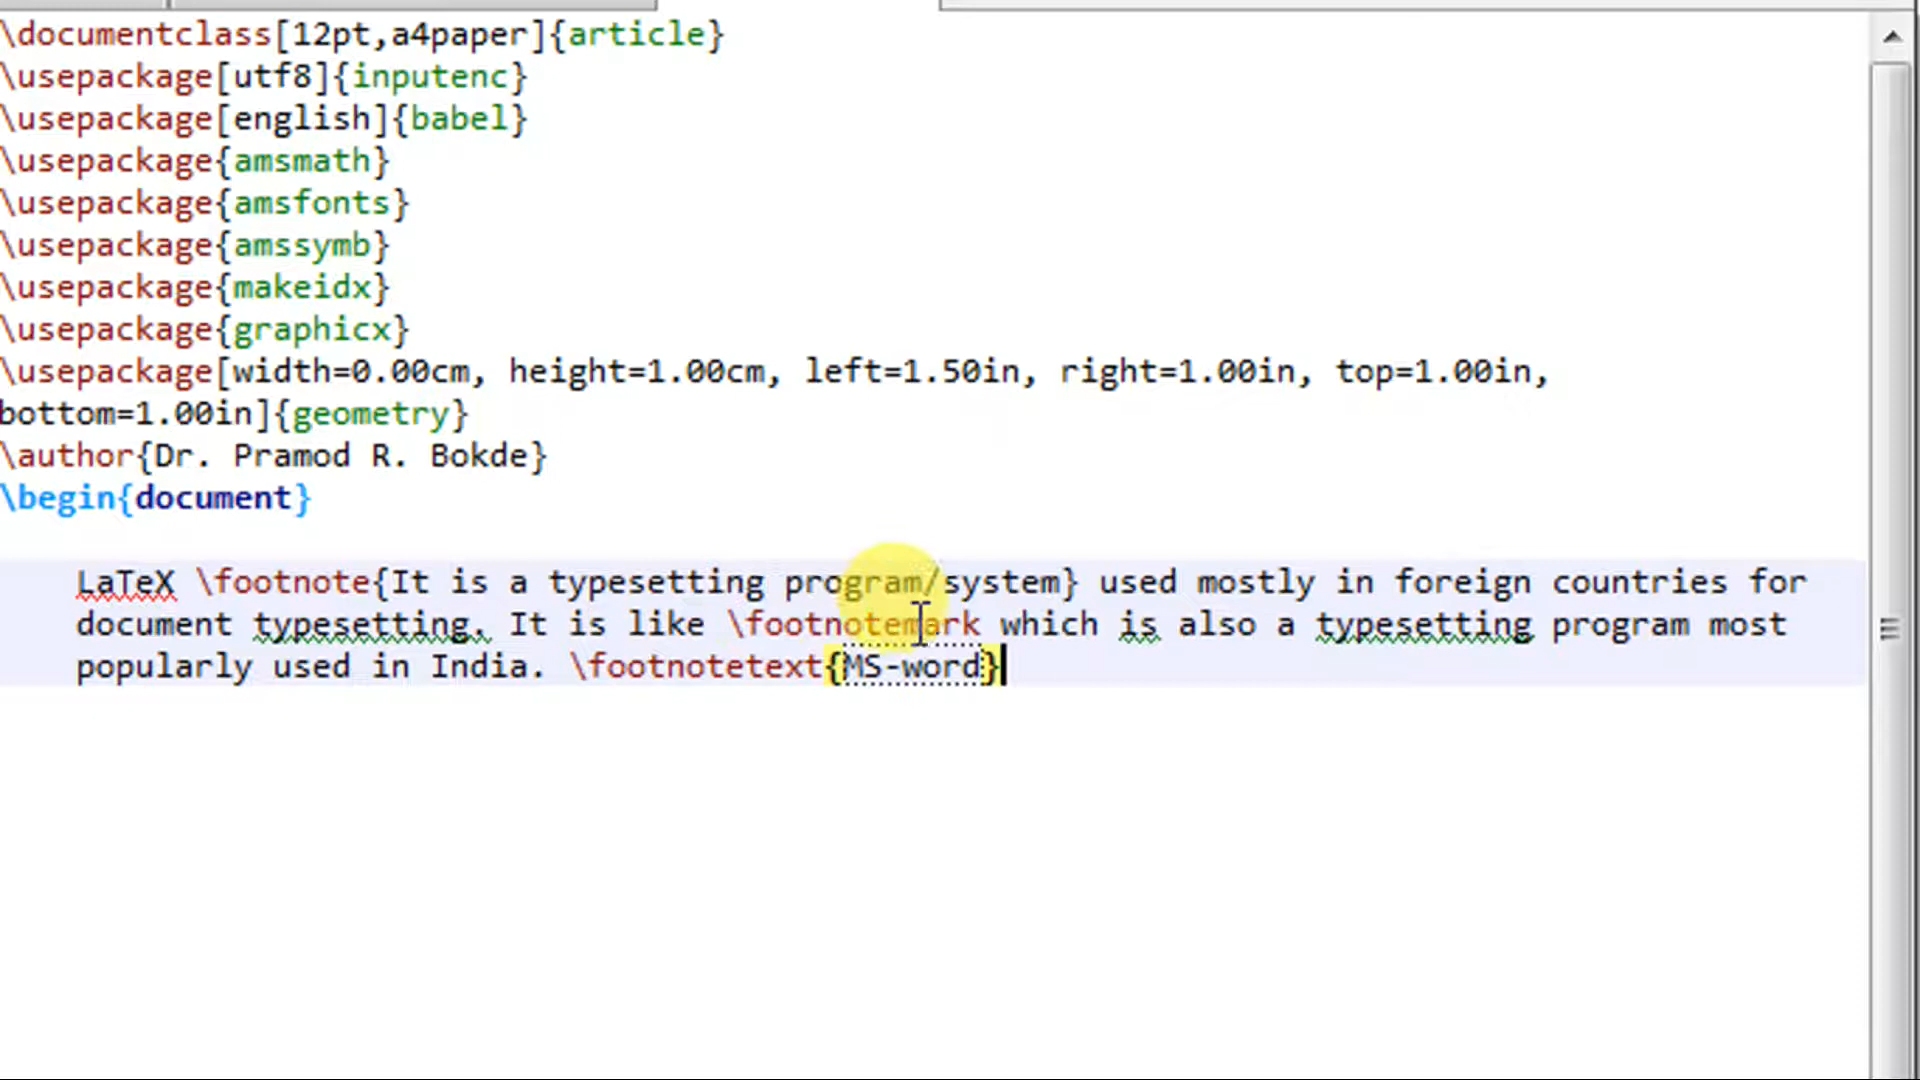 \documentclass[12pt,a4paper]{article}
\usepackage[utf8]{inputenc}
\usepackage[english]{babel}
\usepackage{amsmath}
\usepackage{amsfonts}
\usepackage{amssymb}
\usepackage{makeidx}
\usepackage{graphicx}
\usepackage[width=0.00cm, height=1.00cm, left=1.50in, right=1.00in, top=1.00in,
bottom=1.00in]{geometry}
\author{Dr. Pramod R. Bokde}
\begin{document}
LaTeX \footnote{It is a typesetting program/system} used mostly in foreign countries for
document typesetting. It is like \footnotemark which is also a typesetting program most
popularly used in India. \footnotetext{MS-word}